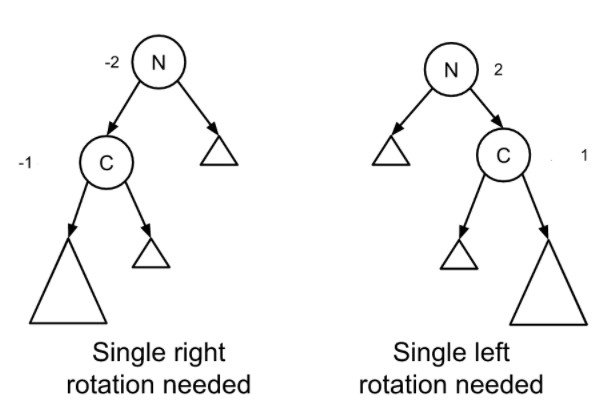 -2 N
-1 C
Single right
rotation needed
N 2
C 1
Single left
rotation needed